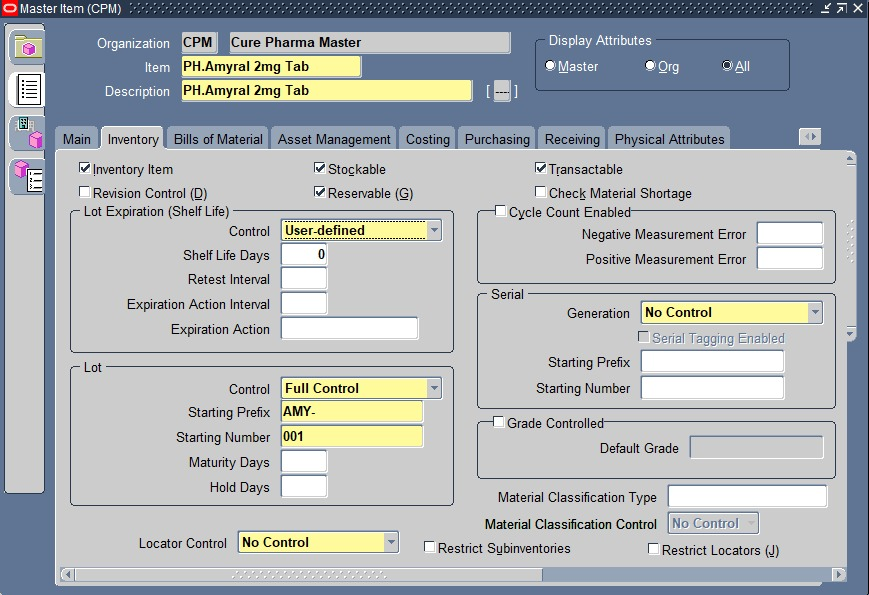 Master Item (CPM)
Organization CPM Cure Pharma Master
Item PH.Amyral 2mg Tab
Description PH.Amyral 2mg Tab [ ---- ]
Display Attributes
Master Org All
Main Inventory Bills of Material Asset Management Costing Purchasing Receiving Physical Attributes
Inventory Item Stockable Transactable
Revision Control (D) Reservable (G) Check Material Shortage
Lot Expiration (Shelf Life)
Control User-defined
Shelf Life Days 0
Retest Interval
Expiration Action Interval
Expiration Action
Cycle Count Enabled
Negative Measurement Error
Positive Measurement Error
Serial
Generation No Control
Serial Tagging Enabled
Starting Prefix
Starting Number
Lot
Control Full Control
Starting Prefix AMY-
Starting Number 001
Maturity Days
Hold Days
Grade Controlled
Default Grade
Material Classification Type
Material Classification Control No Control
Locator Control No Control
Restrict Subinventories
Restrict Locators (J)